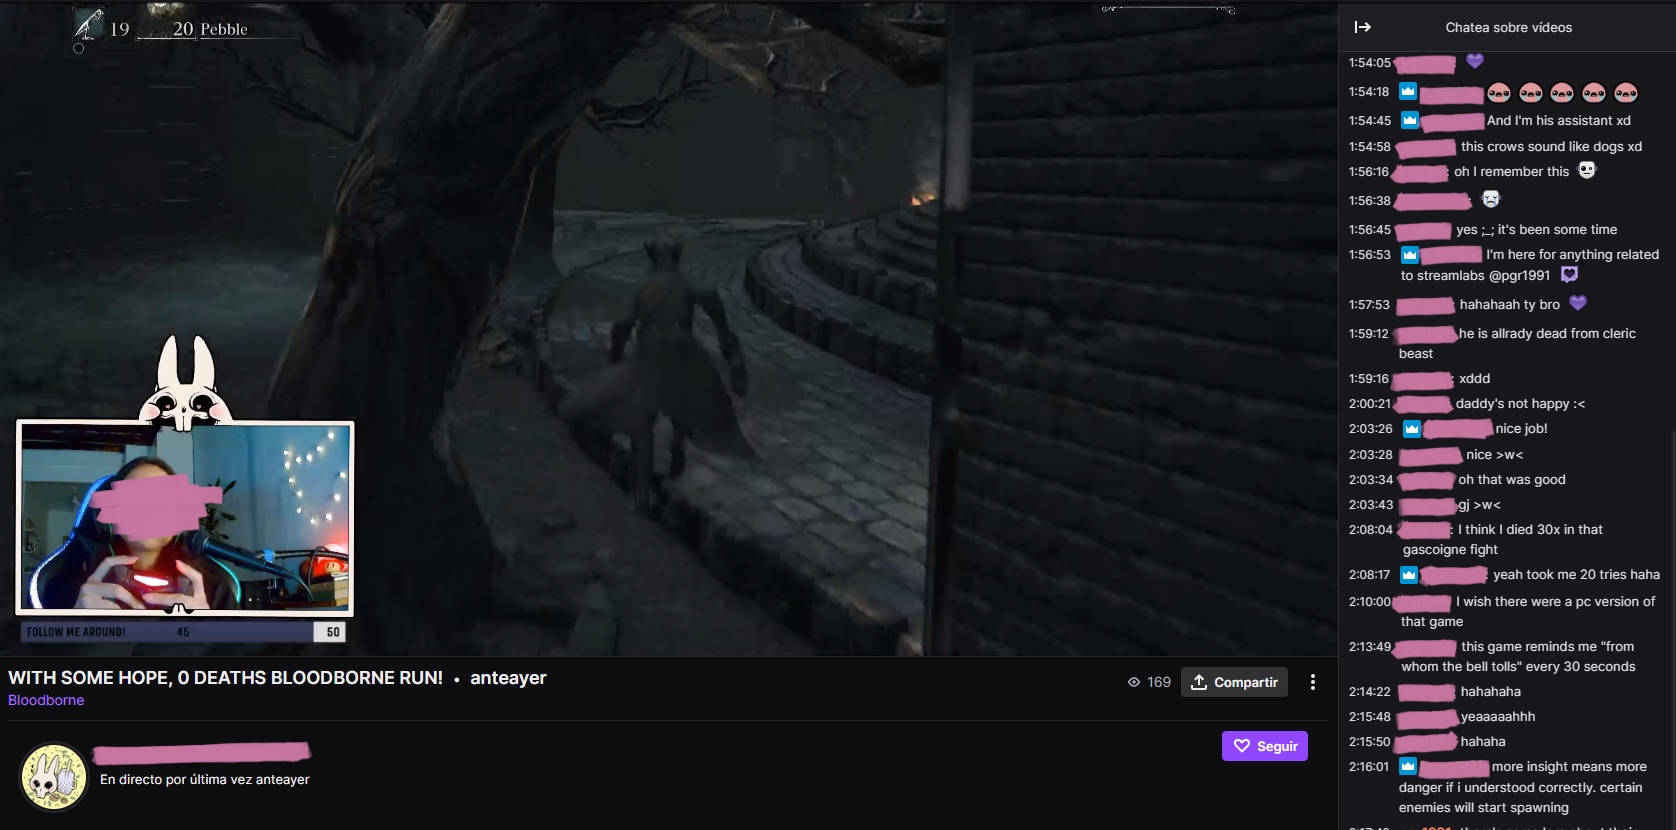 19 20 Pebble
FOLLOW ME AROUND! 45 50
WITH SOME HOPE, 0 DEATHS BLOODBORNE RUN! • anteayer
Bloodborne
169 Compartir
Seguir
En directo por última vez anteayer
Chatea sobre vídeos
1:54:05
1:54:18
1:54:45 And I'm his assistant xd
1:54:58 this crows sound like dogs xd
1:56:16 : oh I remember this
1:56:38 :
1:56:45 yes ;_; it's been some time
1:56:53 I'm here for anything related
to streamlabs @pgr1991
1:57:53 : hahahaah ty bro
1:59:12 he is allrady dead from cleric
beast
1:59:16 : xddd
2:00:21 daddy's not happy :<
2:03:26 nice job!
2:03:28 nice >w<
2:03:34 oh that was good
2:03:43 gj >w<
2:08:04 : I think I died 30x in that
gascoigne fight
2:08:17 : yeah took me 20 tries haha
2:10:00 I wish there were a pc version of
that game
2:13:49 this game reminds me "from
whom the bell tolls" every 30 seconds
2:14:22 hahahaha
2:15:48 yeaaaaahhh
2:15:50 hahaha
2:16:01 more insight means more
danger if i understood correctly. certain
enemies will start spawning